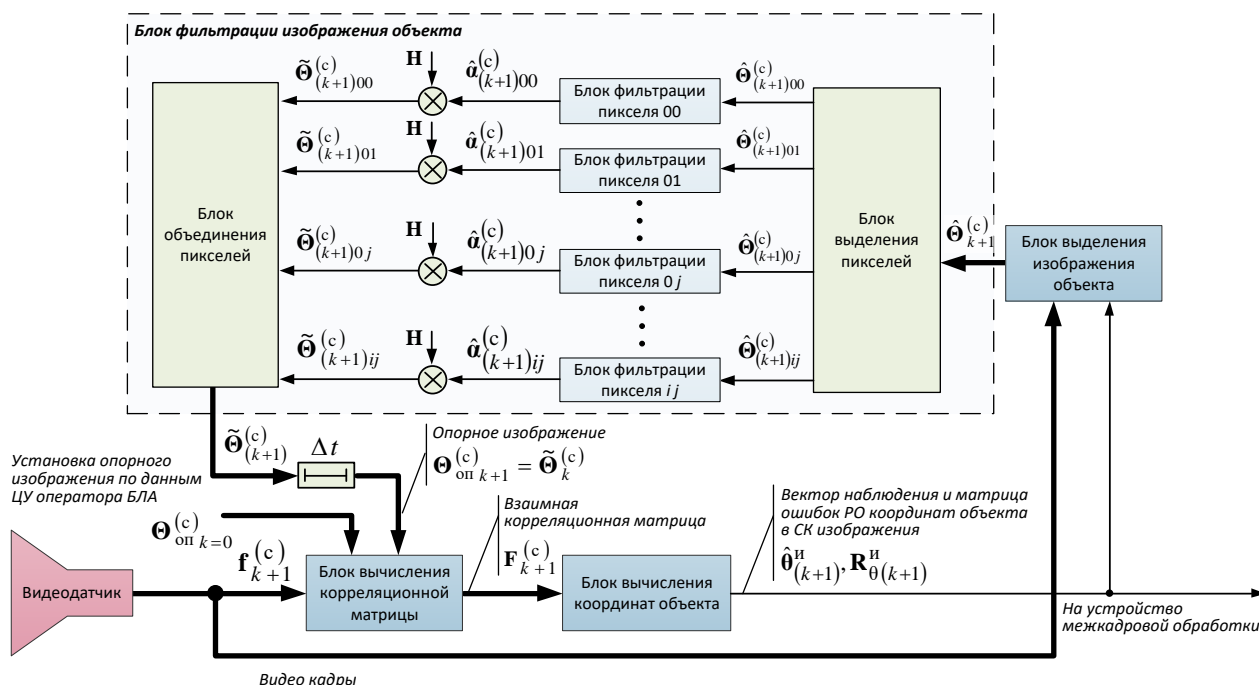 Блок фильтрации изображения объекта
Θ̃(c)(k+1)00
H
α̂(c)(k+1)00
Блок фильтрации
пикселя 00
Θ̂(c)(k+1)00
Θ̃(c)(k+1)01
H
α̂(c)(k+1)01
Блок фильтрации
пикселя 01
Θ̂(c)(k+1)01
Блок
объединения
пикселей
Θ̃(c)(k+1)0j
H
α̂(c)(k+1)0j
Блок фильтрации
пикселя 0 j
Θ̂(c)(k+1)0j
Блок
выделения
пикселей
Θ̂(c)k+1
Блок выделения
изображения
объекта
Θ̃(c)(k+1)ij
H
α̂(c)(k+1)ij
Блок фильтрации
пикселя i j
Θ̂(c)(k+1)ij
Θ̃(c)(k+1)
Δt
Опорное изображение
Θ(c)оп k+1 = Θ̃(c)k
Установка опорного
изображения по данным
ЦУ оператора БЛА
Θ(c)оп k=0
Взаимная
корреляционная матрица
F(c)k+1
Вектор наблюдения и матрица
ошибок РО координат объекта
в СК изображения
θ̂и(k+1), Rиθ(k+1)
Видеодатчик
f(c)k+1
Блок вычисления
корреляционной
матрицы
Блок вычисления
координат объекта
На устройство
межкадровой обработки
Видео кадры